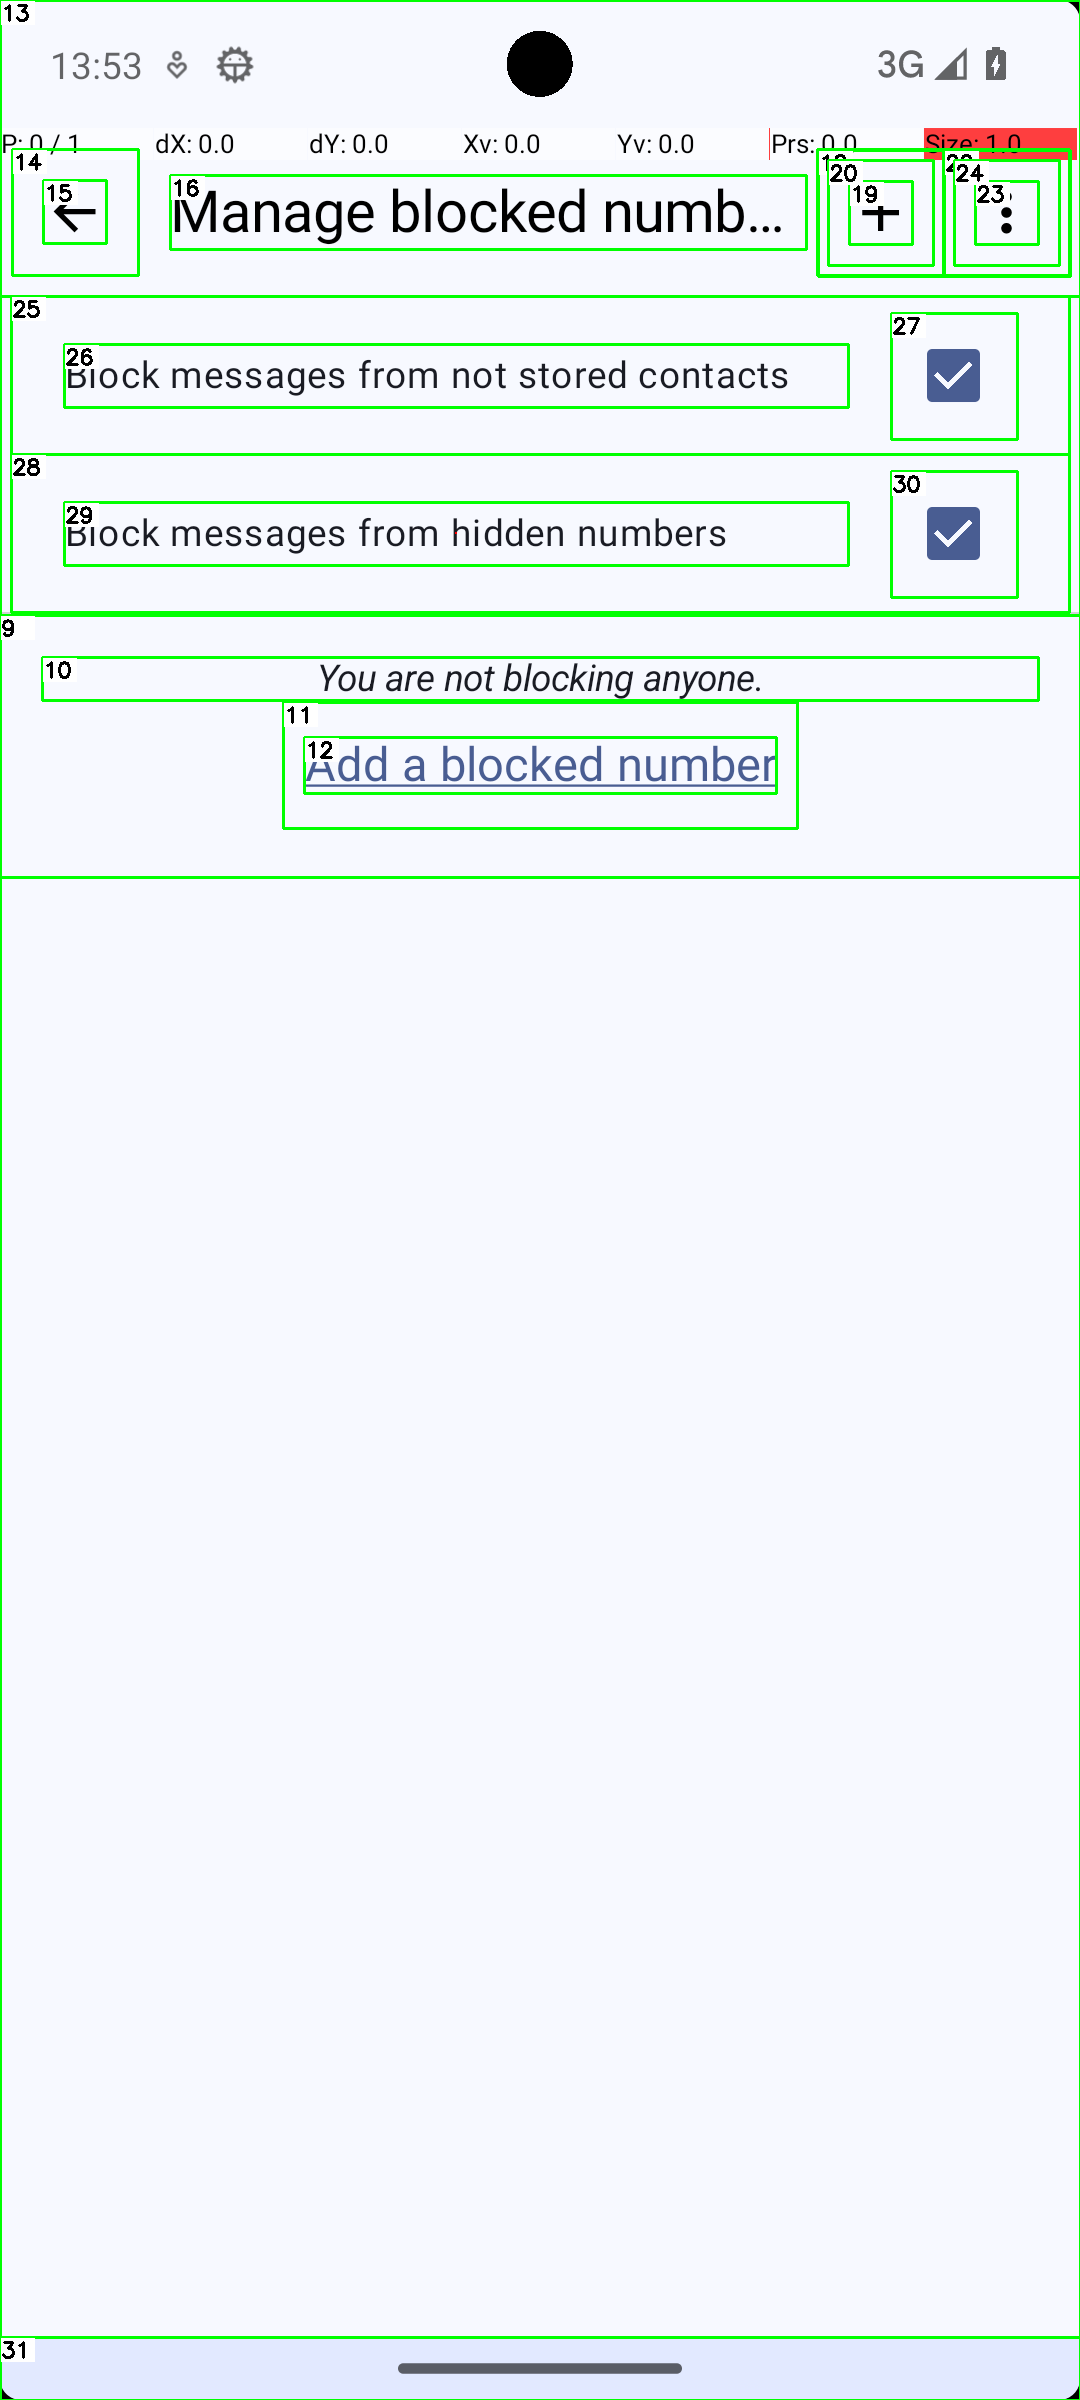 13:53 3G
P: 0 / 1 dX: 0.0 dY: 0.0 Xv: 0.0 Yv: 0.0 Prs: 0.0 Size: 1.0
Manage blocked numb...
Block messages from not stored contacts
Block messages from hidden numbers
You are not blocking anyone.
Add a blocked number
13
14
15
16
20
19
24
23
25
26
27
28
29
30
9
10
11
12
31